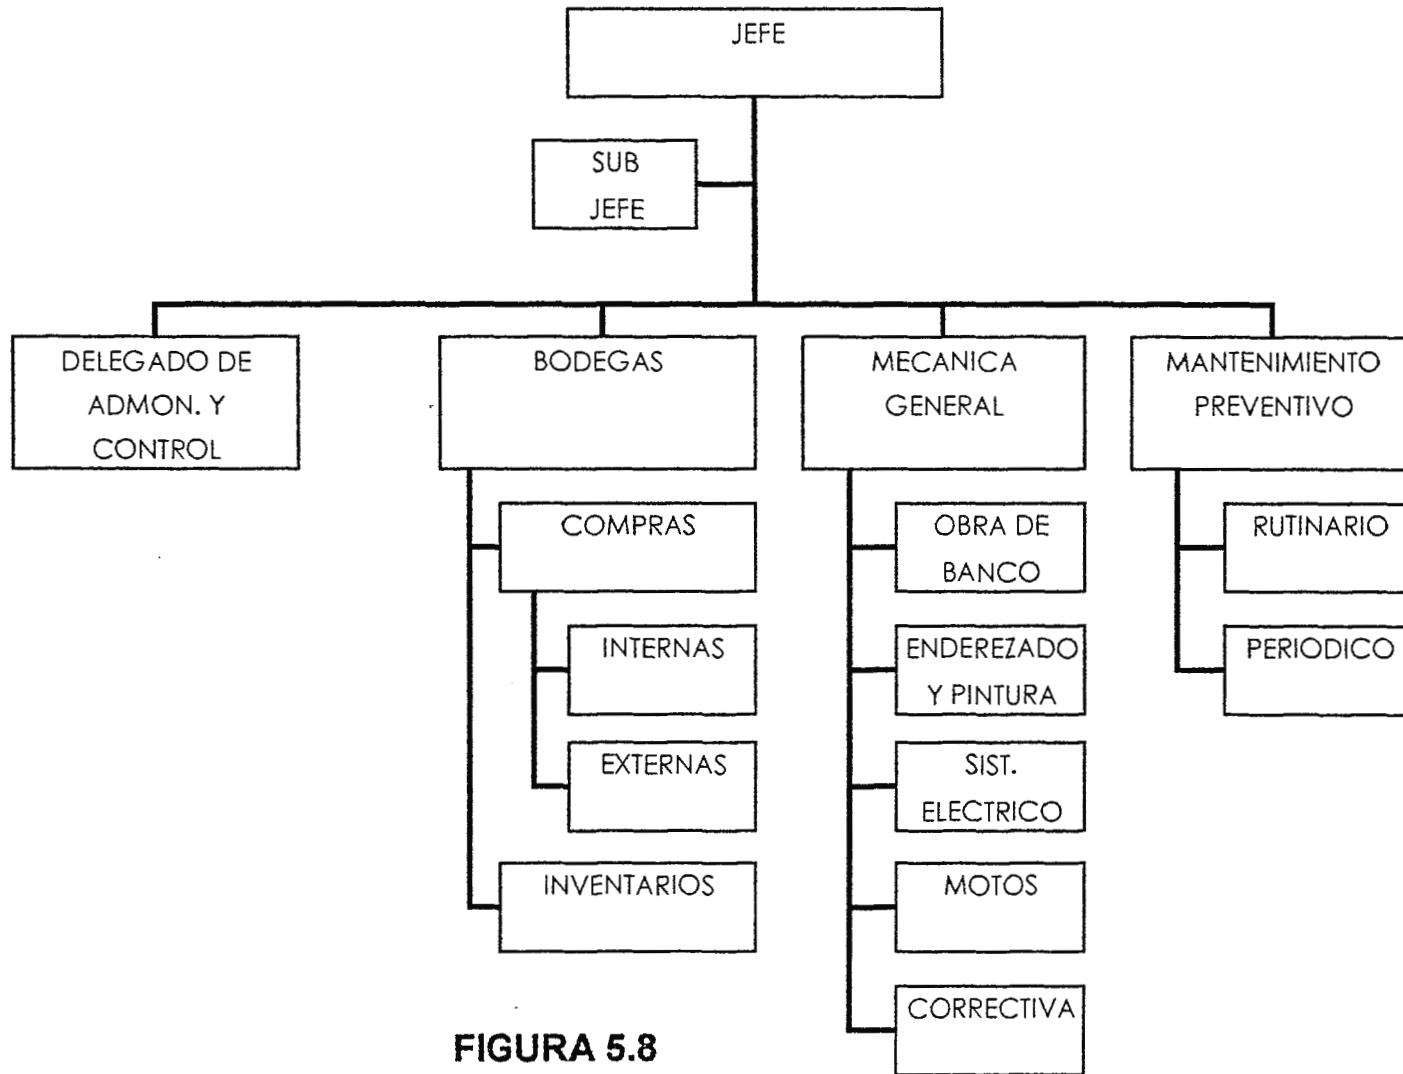 JEFE
SUB
JEFE
DELEGADO DE
ADMON. Y
CONTROL
BODEGAS
MECANICA
GENERAL
MANTENIMIENTO
PREVENTIVO
COMPRAS
INTERNAS
EXTERNAS
INVENTARIOS
OBRA DE
BANCO
ENDEREZADO
Y PINTURA
SIST.
ELECTRICO
MOTOS
CORRECTIVA
RUTINARIO
PERIODICO
FIGURA 5.8